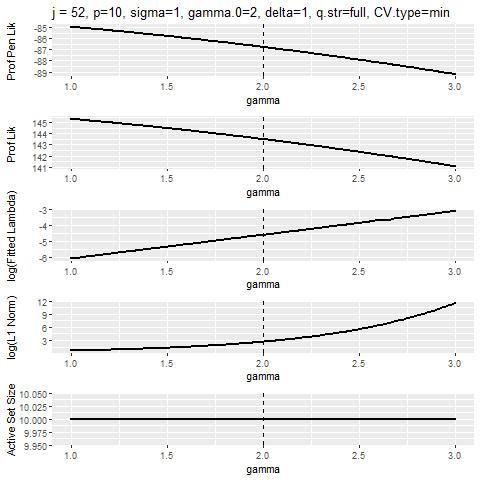 j = 52, p=10, sigma=1, gamma.0=2, delta=1, q.str=full, CV.type=min
Prof Pen Lik
-85
-86
-87
-88
-89
1.0 1.5 2.0 2.5 3.0
gamma
Prof Lik
145
144
143
142
141
1.0 1.5 2.0 2.5 3.0
gamma
log(Fitted Lambda)
-3
-4
-5
-6
1.0 1.5 2.0 2.5 3.0
gamma
log(L1 Norm)
12
9
6
3
1.0 1.5 2.0 2.5 3.0
gamma
Active Set Size
10.050
10.025
10.000
9.975
9.950
1.0 1.5 2.0 2.5 3.0
gamma